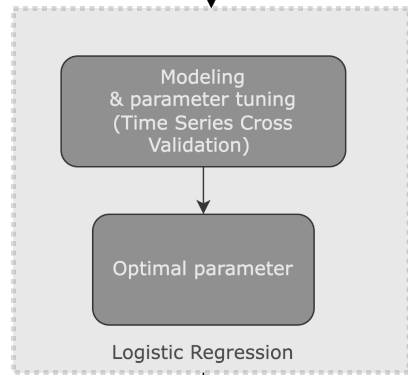 Modeling
& parameter tuning
(Time Series Cross
Validation)
Optimal parameter
Logistic Regression